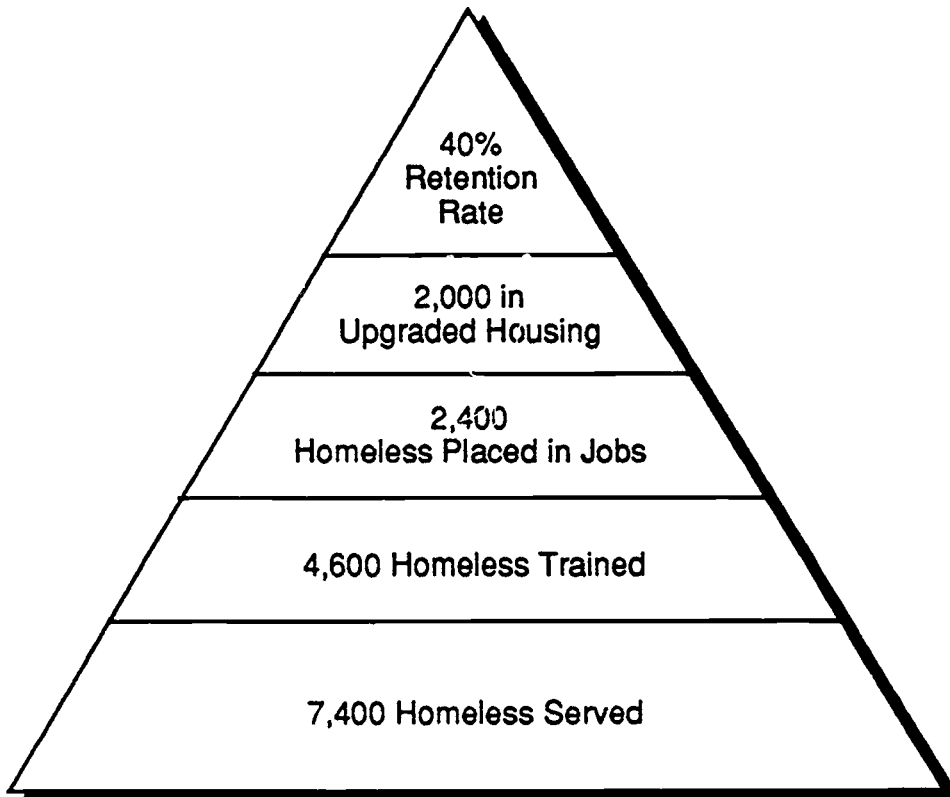 40%
Retention
Rate
2,000 in
Upgraded Housing
2,400
Homeless Placed in Jobs
4,600 Homeless Trained
7,400 Homeless Served